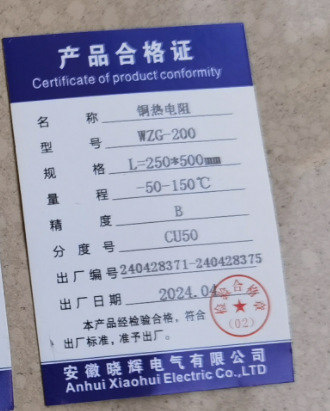 产品合格证
Certificate of product conformity
名 称 铜热电阻
型 号 WZG-200
规 格 L=250*500mm
量 程 -50-150℃
精 度 B
分 度 号 CU50
出厂编号 240428371-240428375
出厂日期 2024.04
本产品经检验合格，符合
出厂标准，准予出厂。
(02)
安徽晓辉电气有限公司
Anhui Xiaohui Electric Co.,LTD